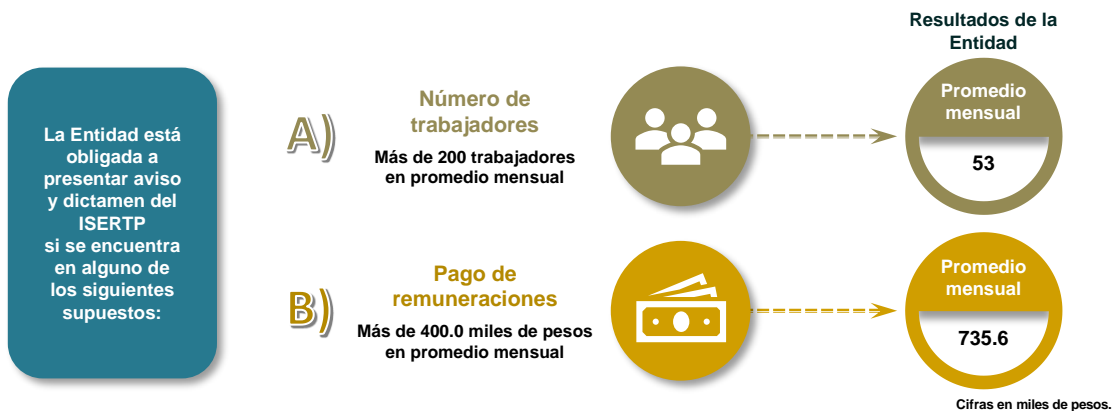 Resultados de la
Entidad
La Entidad está
obligada a
presentar aviso
y dictamen del
ISERTP
si se encuentra
en alguno de
los siguientes
supuestos:
A)
Número de
trabajadores
Más de 200 trabajadores
en promedio mensual
Promedio
mensual
53
B)
Pago de
remuneraciones
Más de 400.0 miles de pesos
en promedio mensual
Promedio
mensual
735.6
Cifras en miles de pesos.